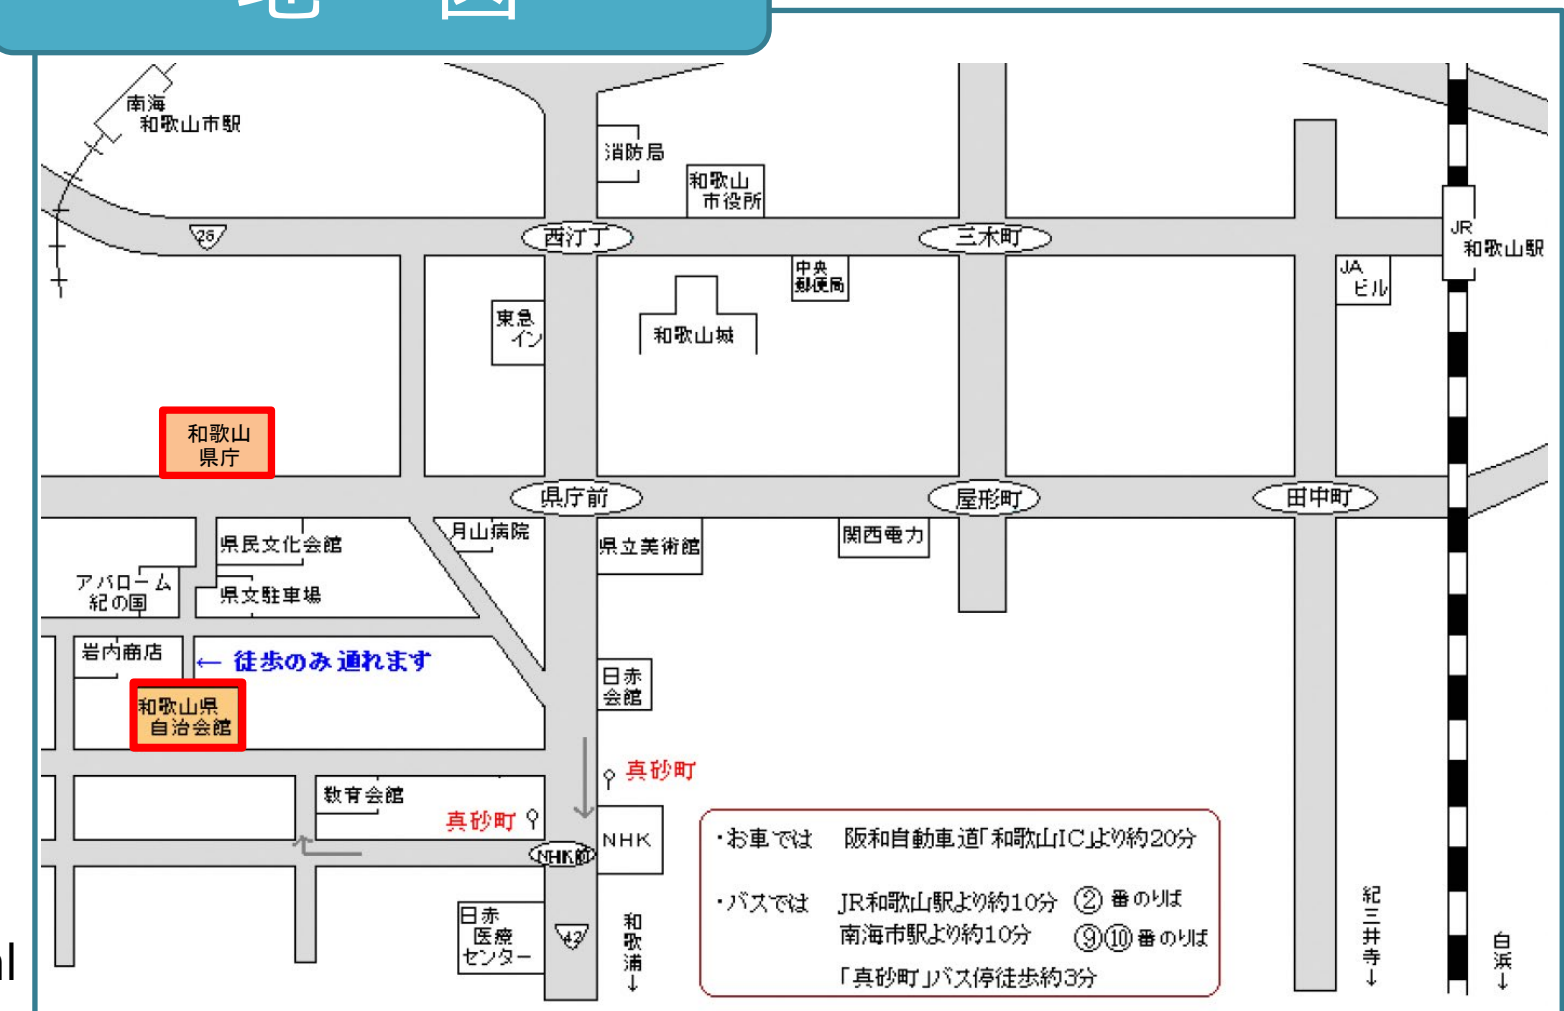 地 図
南海
和歌山市駅
消防局
和歌山
市役所
26
西汀丁
三木町
JR
和歌山駅
中央
郵便局
JA
ビル
東急
イン
和歌山城
和歌山
県庁
県庁前
屋形町
田中町
月山病院
県民文化会館
県立美術館
関西電力
アバローム
紀の国
県文駐車場
岩内商店
← 徒歩のみ通れます
日赤
会館
和歌山県
自治会館
真砂町
教育会館
真砂町
NHK
NHK前
・お車では 阪和自動車道「和歌山IC」より約20分
・バスでは JR和歌山駅より約10分 ②番のりば
南海市駅より約10分 ⑨⑩番のりば
「真砂町」バス停徒歩約3分
日赤
医療
センター
42
和歌浦↓
紀三井寺↓
白浜↓